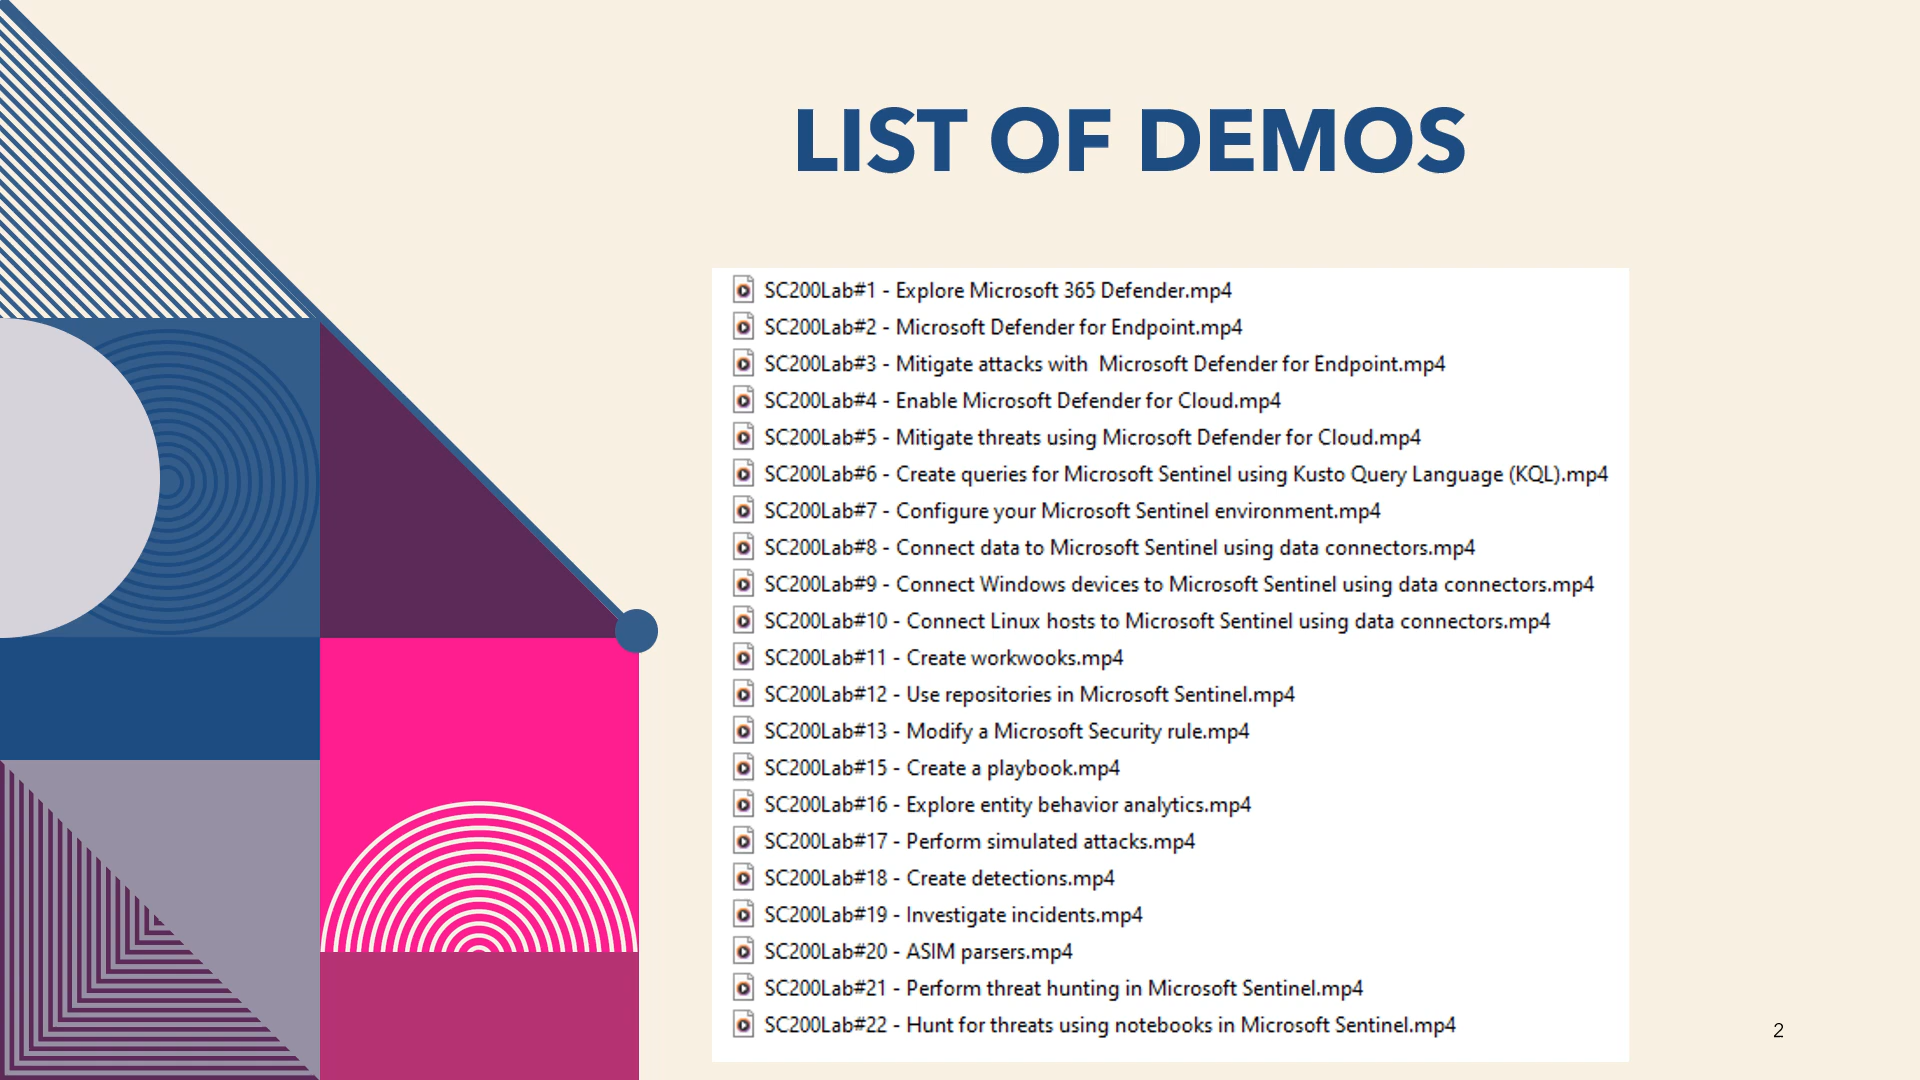 LIST OF DEMOS
SC200Lab#1 - Explore Microsoft 365 Defender.mp4
SC200Lab#2 - Microsoft Defender for Endpoint.mp4
SC200Lab#3 - Mitigate attacks with  Microsoft Defender for Endpoint.mp4
SC200Lab#4 - Enable Microsoft Defender for Cloud.mp4
SC200Lab#5 - Mitigate threats using Microsoft Defender for Cloud.mp4
SC200Lab#6 - Create queries for Microsoft Sentinel using Kusto Query Language (KQL).mp4
SC200Lab#7 - Configure your Microsoft Sentinel environment.mp4
SC200Lab#8 - Connect data to Microsoft Sentinel using data connectors.mp4
SC200Lab#9 - Connect Windows devices to Microsoft Sentinel using data connectors.mp4
SC200Lab#10 - Connect Linux hosts to Microsoft Sentinel using data connectors.mp4
SC200Lab#11 - Create workwooks.mp4
SC200Lab#12 - Use repositories in Microsoft Sentinel.mp4
SC200Lab#13 - Modify a Microsoft Security rule.mp4
SC200Lab#15 - Create a playbook.mp4
SC200Lab#16 - Explore entity behavior analytics.mp4
SC200Lab#17 - Perform simulated attacks.mp4
SC200Lab#18 - Create detections.mp4
SC200Lab#19 - Investigate incidents.mp4
SC200Lab#20 - ASIM parsers.mp4
SC200Lab#21 - Perform threat hunting in Microsoft Sentinel.mp4
SC200Lab#22 - Hunt for threats using notebooks in Microsoft Sentinel.mp4
2